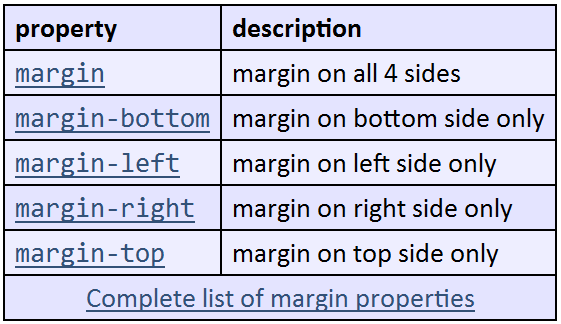 property description
margin margin on all 4 sides
margin-bottom margin on bottom side only
margin-left margin on left side only
margin-right margin on right side only
margin-top margin on top side only
Complete list of margin properties